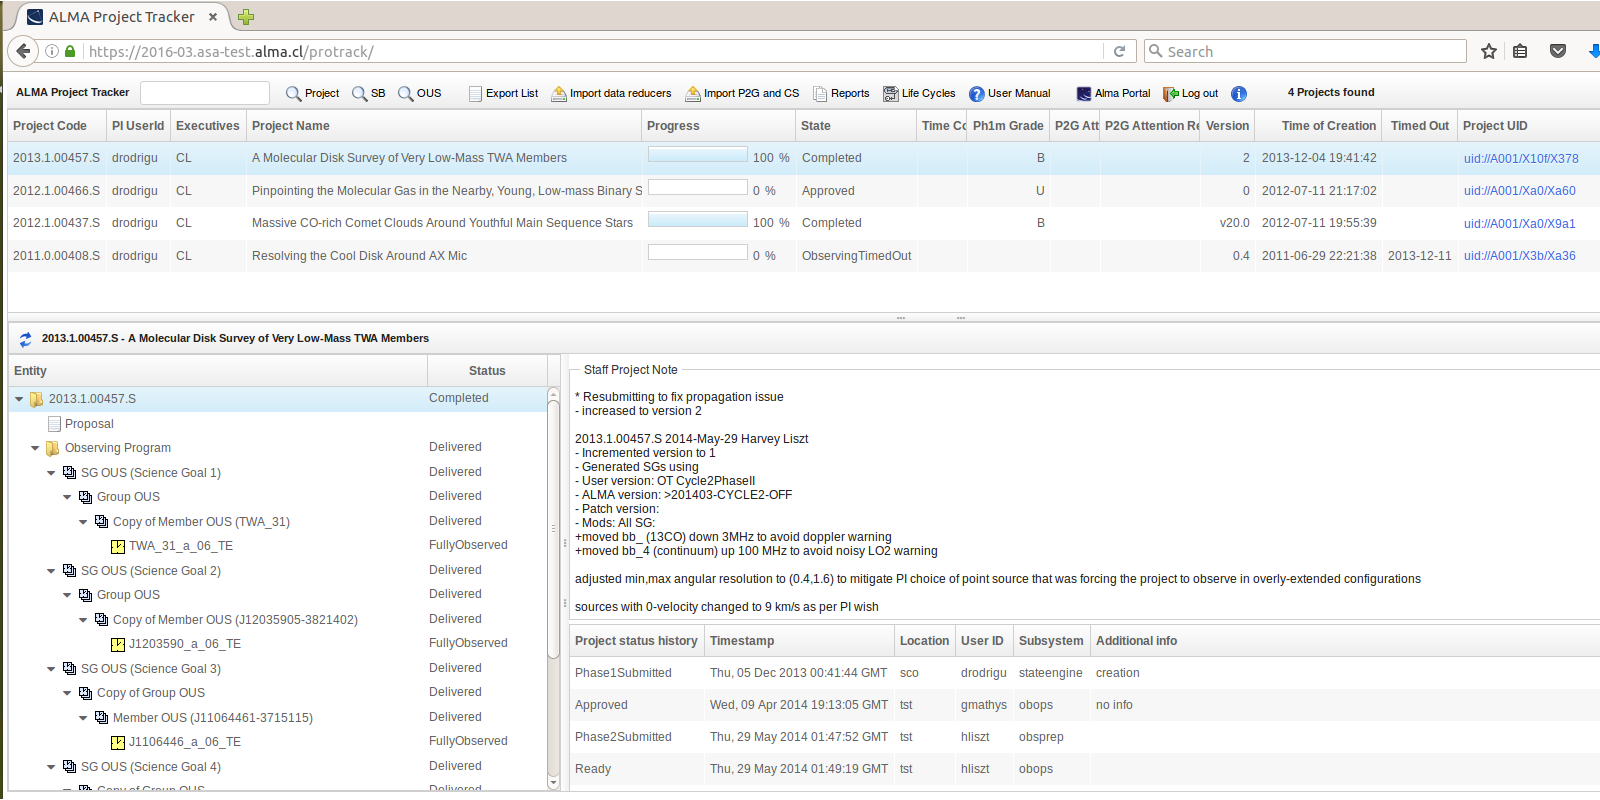 ALMA Project Tracker
https://2016-03.asa-test.alma.cl/protrack/
Search
ALMA Project Tracker Project SB OUS Export List Import data reducers Import P2G and CS Reports Life Cycles User Manual Alma Portal Log out 4 Projects found
Project Code PI UserId Executives Project Name Progress State Time Co Ph1m Grade P2G Att P2G Attention Re Version Time of Creation Timed Out Project UID
2013.1.00457.S drodrigu CL A Molecular Disk Survey of Very Low-Mass TWA Members 100 % Completed B 2 2013-12-04 19:41:42 uid://A001/X10f/X378
2012.1.00466.S drodrigu CL Pinpointing the Molecular Gas in the Nearby, Young, Low-mass Binary S 0 % Approved U 0 2012-07-11 21:17:02 uid://A001/Xa0/Xa60
2012.1.00437.S drodrigu CL Massive CO-rich Comet Clouds Around Youthful Main Sequence Stars 100 % Completed B v20.0 2012-07-11 19:55:39 uid://A001/Xa0/X9a1
2011.0.00408.S drodrigu CL Resolving the Cool Disk Around AX Mic 0 % ObservingTimedOut 0.4 2011-06-29 22:21:38 2013-12-11 uid://A001/X3b/Xa36
2013.1.00457.S - A Molecular Disk Survey of Very Low-Mass TWA Members
Entity Status
2013.1.00457.S Completed
Proposal
Observing Program Delivered
SG OUS (Science Goal 1) Delivered
Group OUS Delivered
Copy of Member OUS (TWA_31) Delivered
TWA_31_a_06_TE FullyObserved
SG OUS (Science Goal 2) Delivered
Group OUS Delivered
Copy of Member OUS (J12035905-3821402) Delivered
J1203590_a_06_TE FullyObserved
SG OUS (Science Goal 3) Delivered
Copy of Group OUS Delivered
Member OUS (J11064461-3715115) Delivered
J1106446_a_06_TE FullyObserved
SG OUS (Science Goal 4) Delivered
Copy of Group OUS Delivered
Staff Project Note
* Resubmitting to fix propagation issue
- increased to version 2
2013.1.00457.S 2014-May-29 Harvey Liszt
- Incremented version to 1
- Generated SGs using
- User version: OT Cycle2PhaseII
- ALMA version: >201403-CYCLE2-OFF
- Patch version:
- Mods: All SG:
+moved bb_ (13CO) down 3MHz to avoid doppler warning
+moved bb_4 (continuum) up 100 MHz to avoid noisy LO2 warning
adjusted min,max angular resolution to (0.4,1.6) to mitigate PI choice of point source that was forcing the project to observe in overly-extended configurations
sources with 0-velocity changed to 9 km/s as per PI wish
Project status history Timestamp Location User ID Subsystem Additional info
Phase1Submitted Thu, 05 Dec 2013 00:41:44 GMT sco drodrigu stateengine creation
Approved Wed, 09 Apr 2014 19:13:05 GMT tst gmathys obops no info
Phase2Submitted Thu, 29 May 2014 01:47:52 GMT tst hliszt obsprep
Ready Thu, 29 May 2014 01:49:19 GMT tst hliszt obops